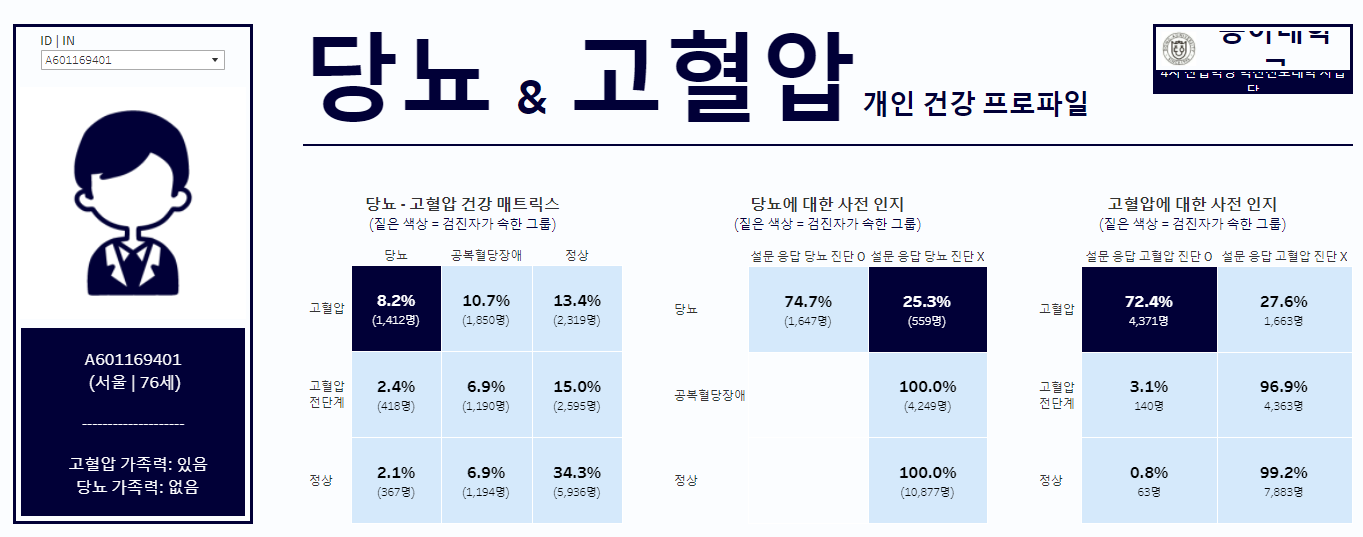 ID | IN
A601169401
당뇨 & 고혈압 개인 건강 프로파일
A601169401
(서울 | 76세)
--------------------
고혈압 가족력: 있음
당뇨 가족력: 없음
당뇨 - 고혈압 건강 매트릭스
(짙은 색상 = 검진자가 속한 그룹)
당뇨 공복혈당장애 정상
고혈압 8.2% 10.7% 13.4%
(1,412명) (1,850명) (2,319명)
고혈압 전단계 2.4% 6.9% 15.0%
(418명) (1,190명) (2,595명)
정상 2.1% 6.9% 34.3%
(367명) (1,194명) (5,936명)
당뇨에 대한 사전 인지
(짙은 색상 = 검진자가 속한 그룹)
설문 응답 당뇨 진단 O 설문 응답 당뇨 진단 X
당뇨 74.7% 25.3%
(1,647명) (559명)
공복혈당장애 100.0%
(4,249명)
정상 100.0%
(10,877명)
고혈압에 대한 사전 인지
(짙은 색상 = 검진자가 속한 그룹)
설문 응답 고혈압 진단 O 설문 응답 고혈압 진단 X
고혈압 72.4% 27.6%
4,371명 1,663명
고혈압 전단계 3.1% 96.9%
140명 4,363명
정상 0.8% 99.2%
63명 7,883명